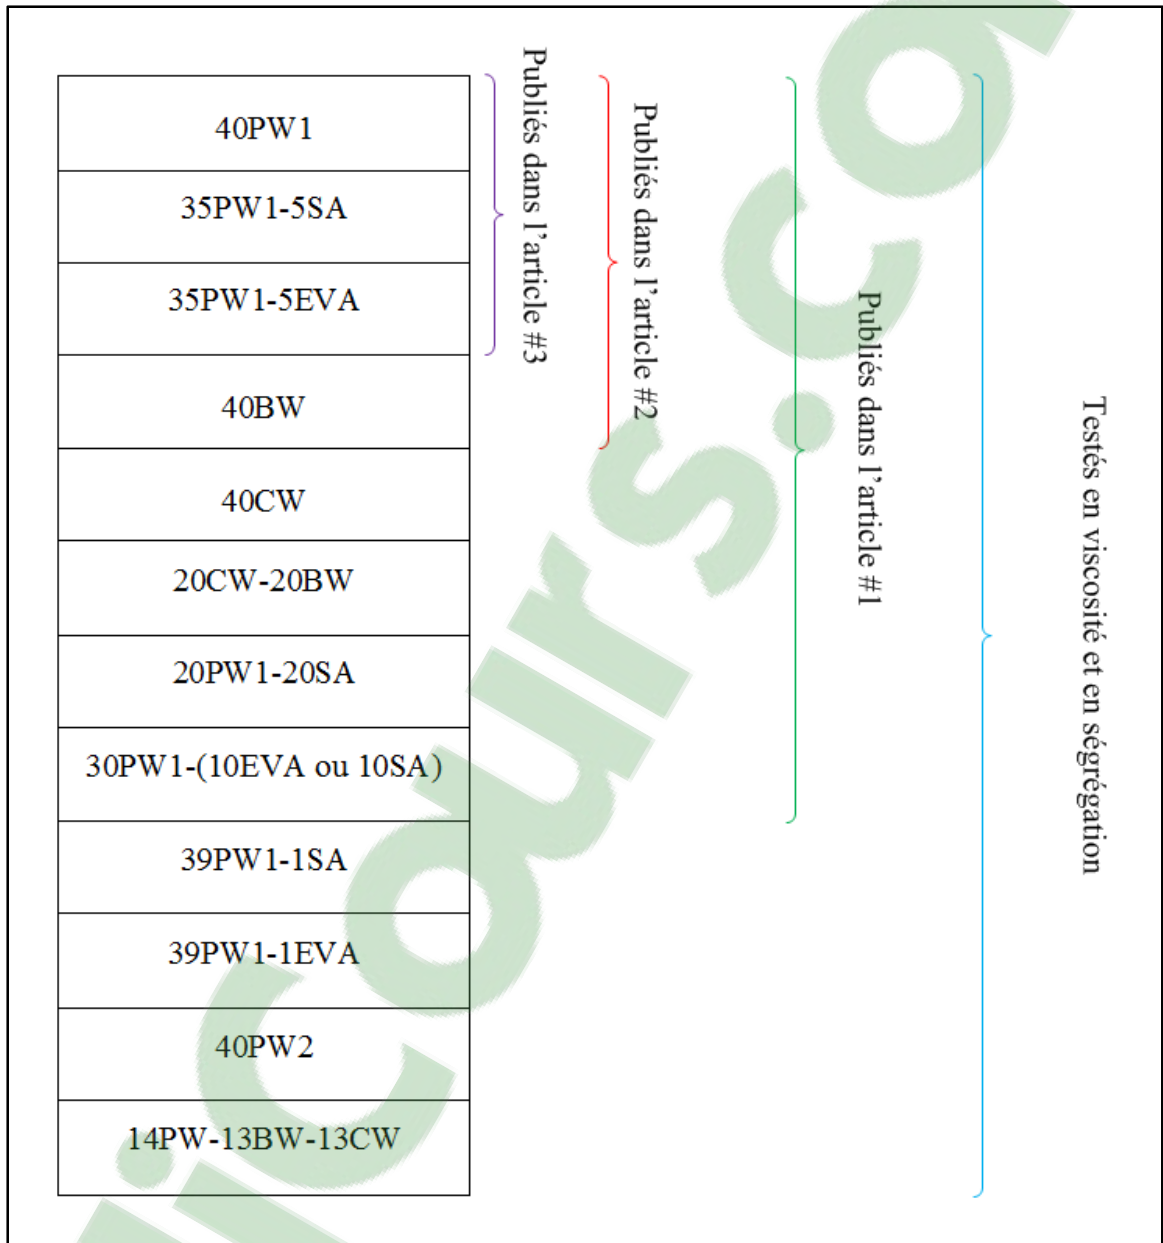 40PW1
35PW1-5SA
35PW1-5EVA
40BW
40CW
20CW-20BW
20PW1-20SA
30PW1-(10EVA ou 10SA)
39PW1-1SA
39PW1-1EVA
40PW2
14PW-13BW-13CW
Publiés dans l'article #3
Publiés dans l'article #2
Publiés dans l'article #1
Testés en viscosité et en ségrégation